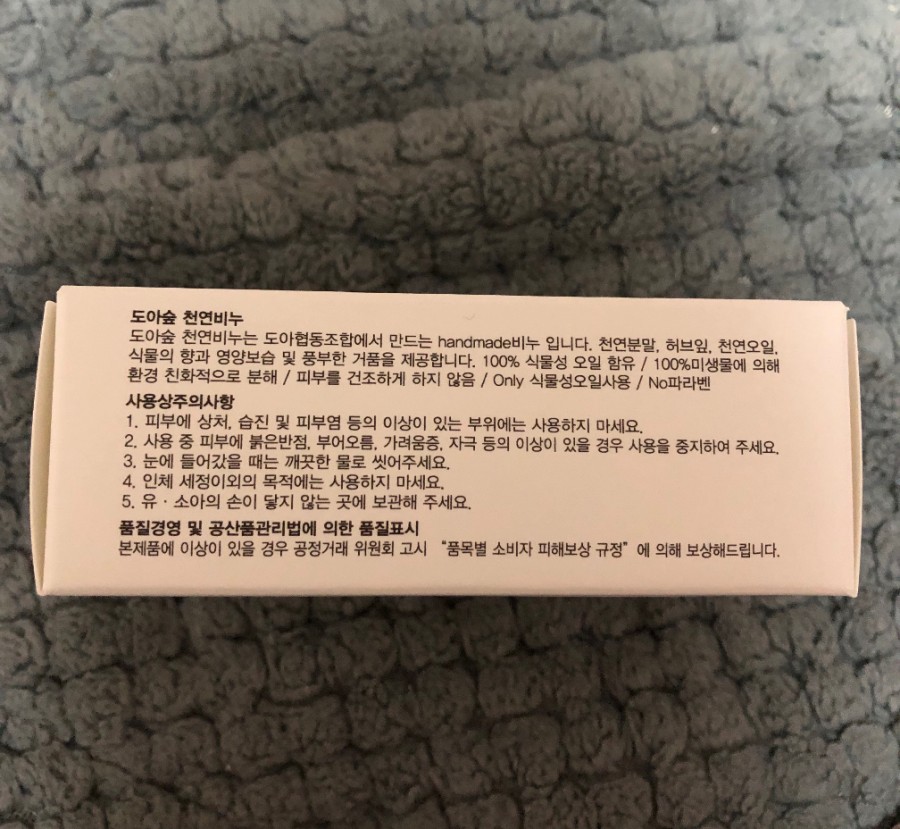 도아숲 천연비누
도아숲 천연비누는 도아협동조합에서 만드는 handmade비누 입니다. 천연분말, 허브잎, 천연오일,
식물의 향과 영양보습 및 풍부한 거품을 제공합니다. 100% 식물성 오일 함유 / 100%미생물에 의해
환경 친화적으로 분해 / 피부를 건조하게 하지 않음 / Only 식물성오일사용 / No파라벤
사용상주의사항
1. 피부에 상처, 습진 및 피부염 등의 이상이 있는 부위에는 사용하지 마세요.
2. 사용 중 피부에 붉은반점, 부어오름, 가려움증, 자극 등의 이상이 있을 경우 사용을 중지하여 주세요.
3. 눈에 들어갔을 때는 깨끗한 물로 씻어주세요.
4. 인체 세정이외의 목적에는 사용하지 마세요.
5. 유 · 소아의 손이 닿지 않는 곳에 보관해 주세요.
품질경영 및 공산품관리법에 의한 품질표시
본제품에 이상이 있을 경우 공정거래 위원회 고시 “품목별 소비자 피해보상 규정” 에 의해 보상해드립니다.